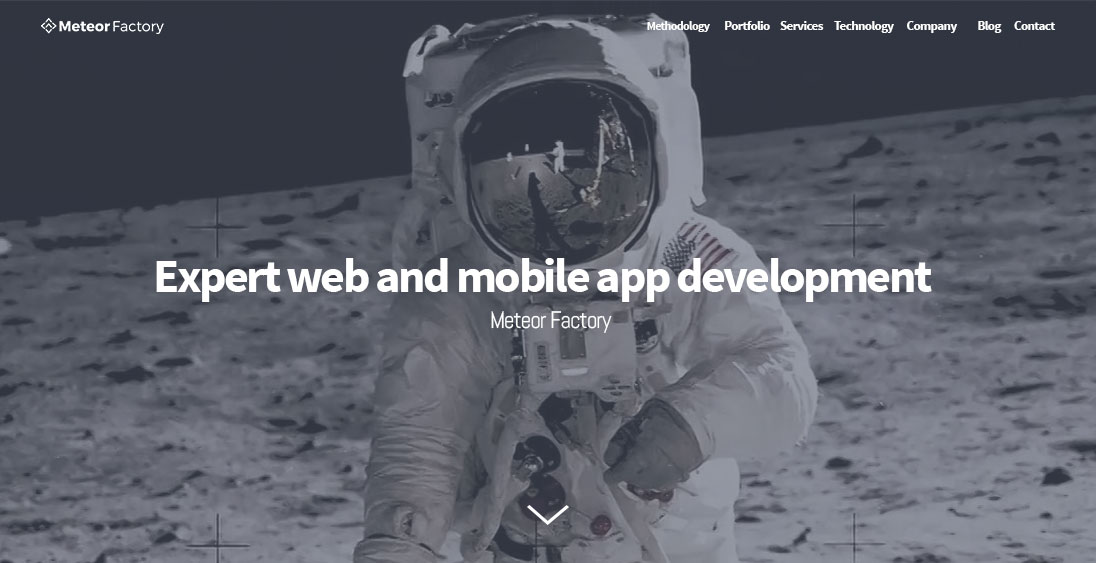 Meteor Factory
Methodology Portfolio Services Technology Company Blog Contact
Expert web and mobile app development
Meteor Factory